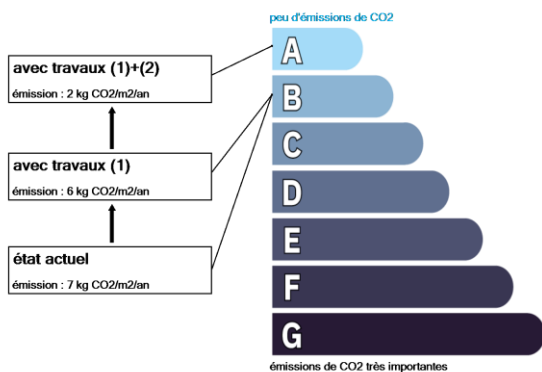 peu d'émissions de CO2
A
avec travaux (1)+(2)
émission : 2 kg CO2/m2/an
B
C
avec travaux (1)
émission : 6 kg CO2/m2/an
D
E
état actuel
émission : 7 kg CO2/m2/an
F
G
émissions de CO2 très importantes